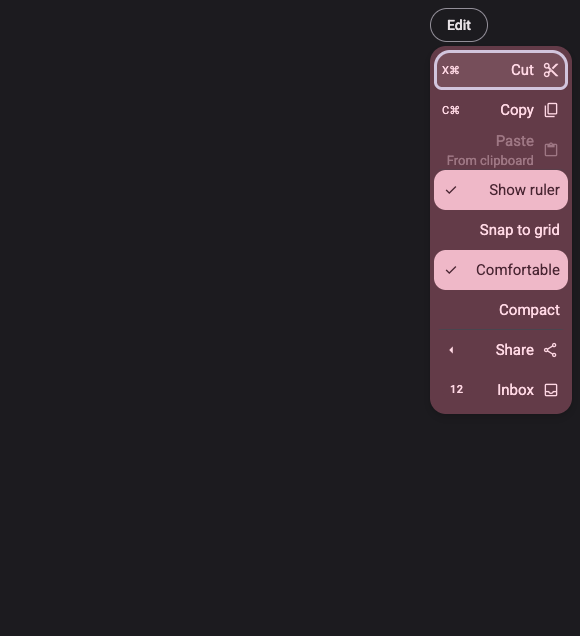 Edit
Cut X⌘
Copy C⌘
Paste
From clipboard
Show ruler
Snap to grid
Comfortable
Compact
Share
Inbox 12